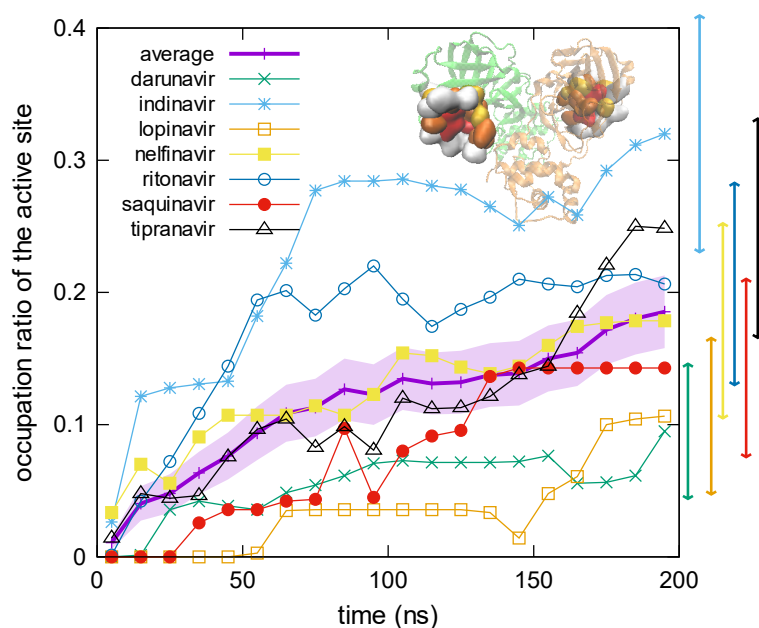 0.4
0.3
0.2
0.1
0
occupation ratio of the active site
average
darunavir
indinavir
lopinavir
nelfinavir
ritonavir
saquinavir
tipranavir
0 50 100 150 200
time (ns)